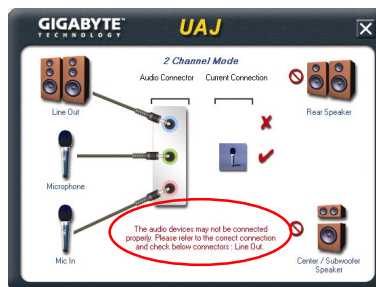 GIGABYTE™
TECHNOLOGY
UAJ
2 Channel Mode
Audio Connector
Current Connection
Line Out
Rear Speaker
Microphone
The audio devices may not be connected
properly. Please refer to the correct connection
and check below connectors : Line Out.
Mic In
Center / Subwoofer
Speaker